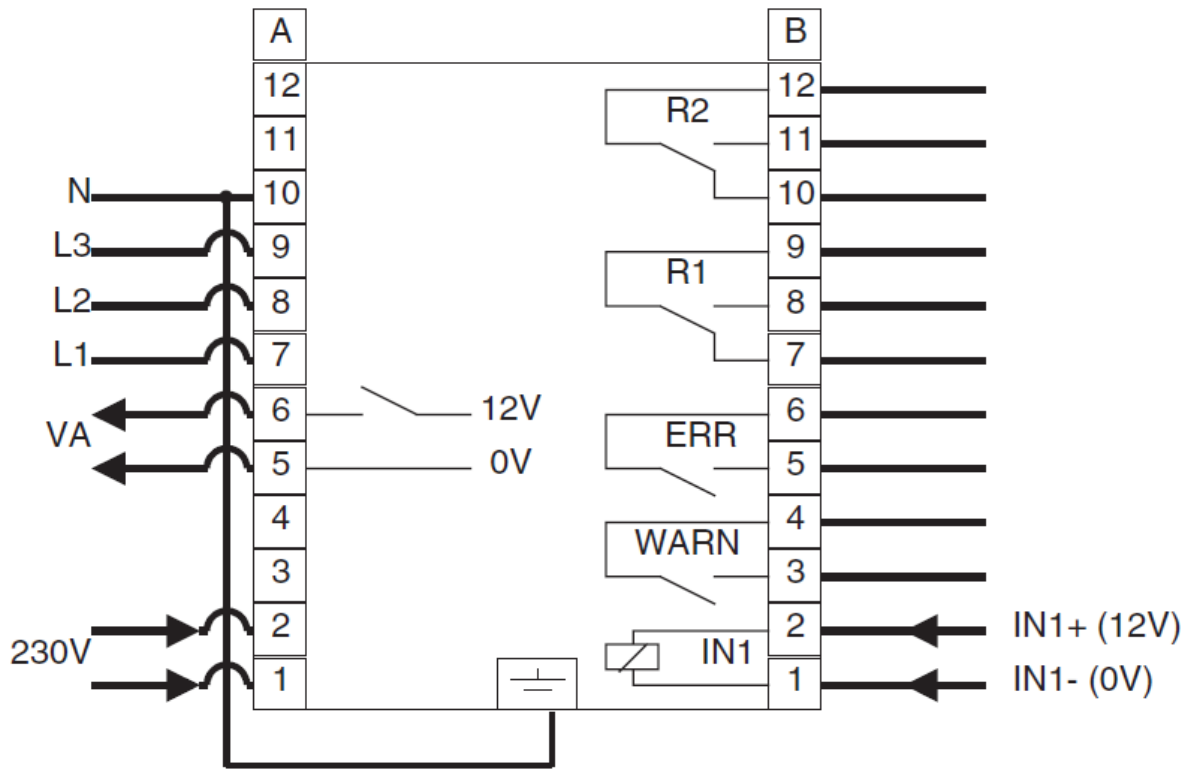 A B
12 12
R2
11 11
N 10 10
L3 9 9
R1
L2 8 8
L1 7 7
6 12V 6
VA ERR
5 0V 5
4 4
WARN
3 3
2 2 IN1+ (12V)
230V IN1
1 1 IN1- (0V)